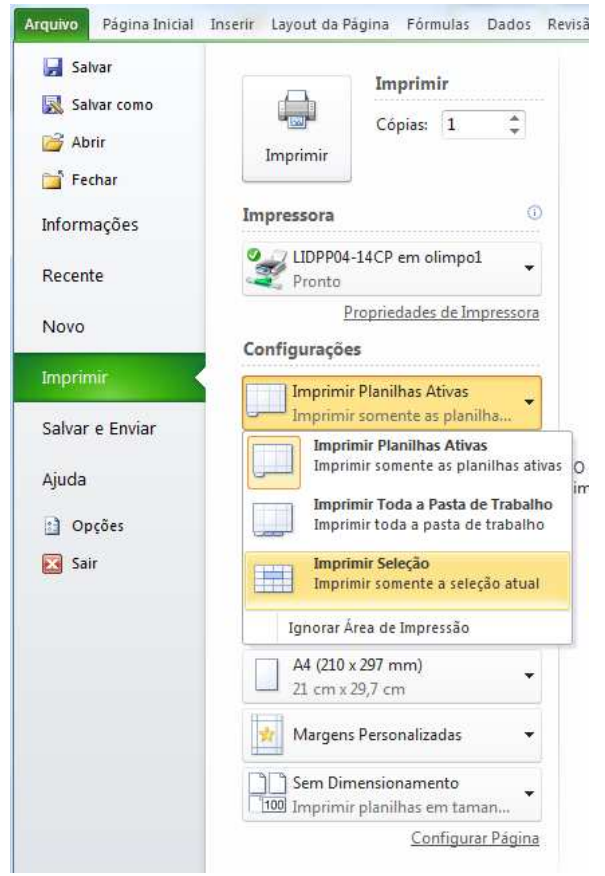 Arquivo Página Inicial Inserir Layout da Página Fórmulas Dados Revisã
Salvar
Salvar como
Abrir
Fechar
Informações
Recente
Novo
Imprimir
Salvar e Enviar
Ajuda
Opções
Sair
Imprimir
Imprimir
Cópias: 1
Impressora
LIDPP04-14CP em olimpo1
Pronto
Propriedades de Impressora
Configurações
Imprimir Planilhas Ativas
Imprimir somente as planilha...
Imprimir Planilhas Ativas
Imprimir somente as planilhas ativas
Imprimir Toda a Pasta de Trabalho
Imprimir toda a pasta de trabalho
Imprimir Seleção
Imprimir somente a seleção atual
Ignorar Área de Impressão
O
im
A4 (210 x 297 mm)
21 cm x 29,7 cm
Margens Personalizadas
Sem Dimensionamento
100 Imprimir planilhas em taman...
Configurar Página